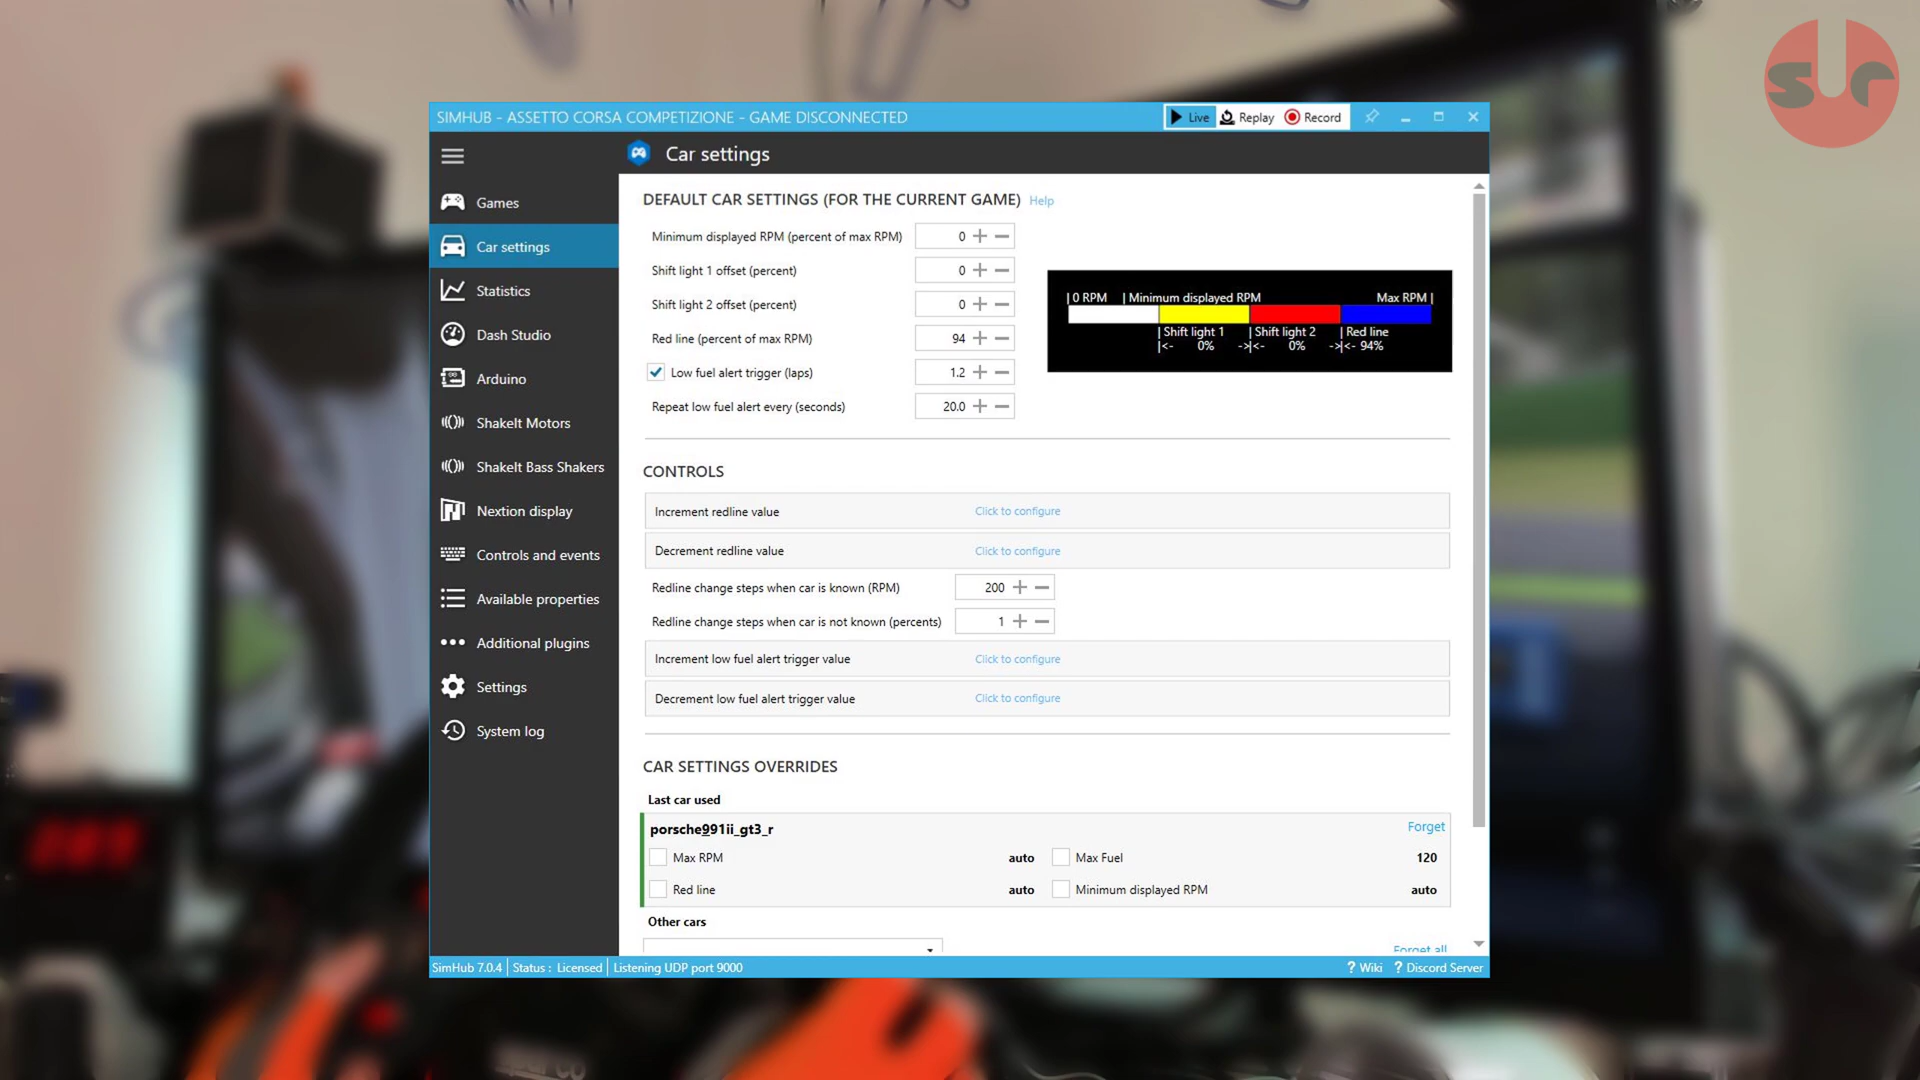 sur
SIMHUB - ASSETTO CORSA COMPETIZIONE - GAME DISCONNECTED
Live Replay Record
Car settings
Games
Car settings
Statistics
Dash Studio
Arduino
ShakeIt Motors
ShakeIt Bass Shakers
Nextion display
Controls and events
Available properties
Additional plugins
Settings
System log
DEFAULT CAR SETTINGS (FOR THE CURRENT GAME) Help
Minimum displayed RPM (percent of max RPM) 0
Shift light 1 offset (percent) 0
Shift light 2 offset (percent) 0
Red line (percent of max RPM) 94
Low fuel alert trigger (laps) 1.2
Repeat low fuel alert every (seconds) 20.0
|0 RPM |Minimum displayed RPM Max RPM|
|Shift light 1 |Shift light 2 |Red line
|<- 0% ->|<- 0% ->|<- 94%
CONTROLS
Increment redline value Click to configure
Decrement redline value Click to configure
Redline change steps when car is known (RPM) 200
Redline change steps when car is not known (percents) 1
Increment low fuel alert trigger value Click to configure
Decrement low fuel alert trigger value Click to configure
CAR SETTINGS OVERRIDES
Last car used
porsche991ii_gt3_r Forget
Max RPM auto Max Fuel 120
Red line auto Minimum displayed RPM auto
Other cars
Forget all
SimHub 7.0.4 | Status : Licensed | Listening UDP port 9000 ? Wiki ? Discord Server